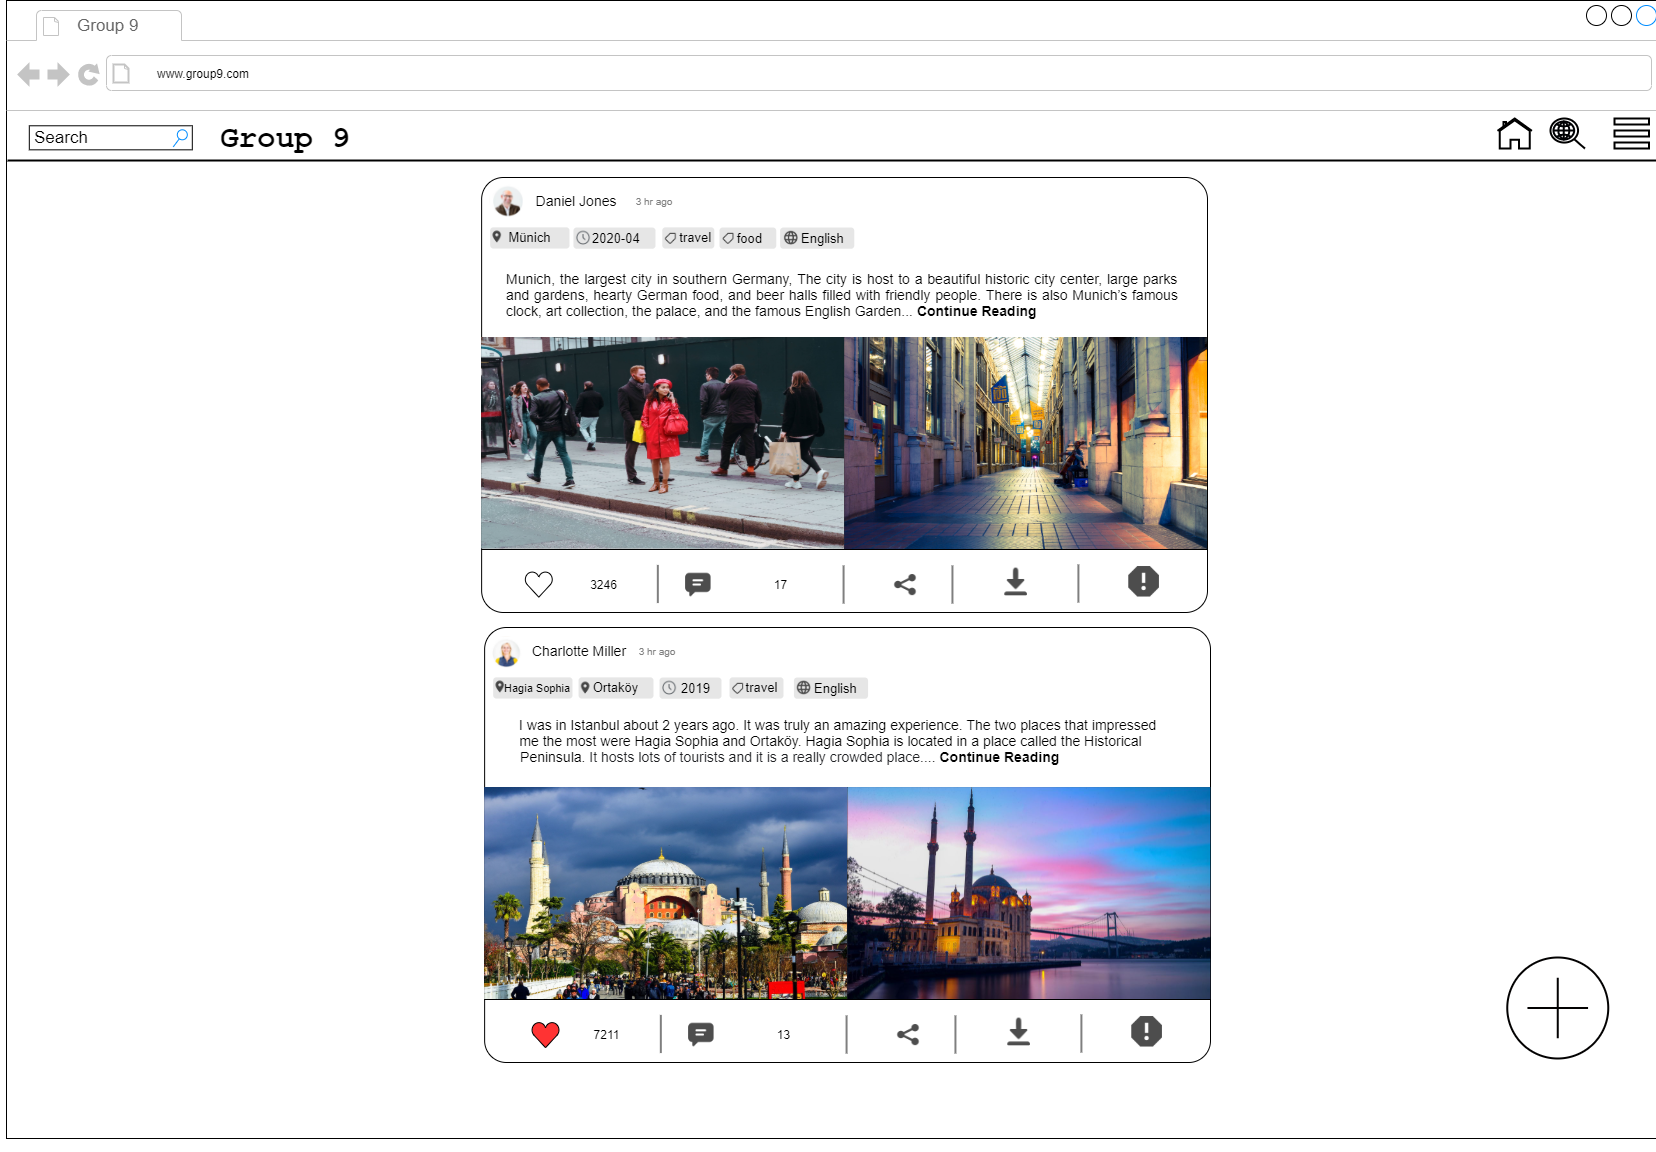 Group 9
www.group9.com
Search
Group 9
Daniel Jones 3 hr ago
Münich 2020-04 travel food English
Munich, the largest city in southern Germany, The city is host to a beautiful historic city center, large parks
and gardens, hearty German food, and beer halls filled with friendly people. There is also Munich's famous
clock, art collection, the palace, and the famous English Garden... Continue Reading
3246 17
Charlotte Miller 3 hr ago
Hagia Sophia Ortaköy 2019 travel English
I was in Istanbul about 2 years ago. It was truly an amazing experience. The two places that impressed
me the most were Hagia Sophia and Ortaköy. Hagia Sophia is located in a place called the Historical
Peninsula. It hosts lots of tourists and it is a really crowded place.... Continue Reading
7211 13